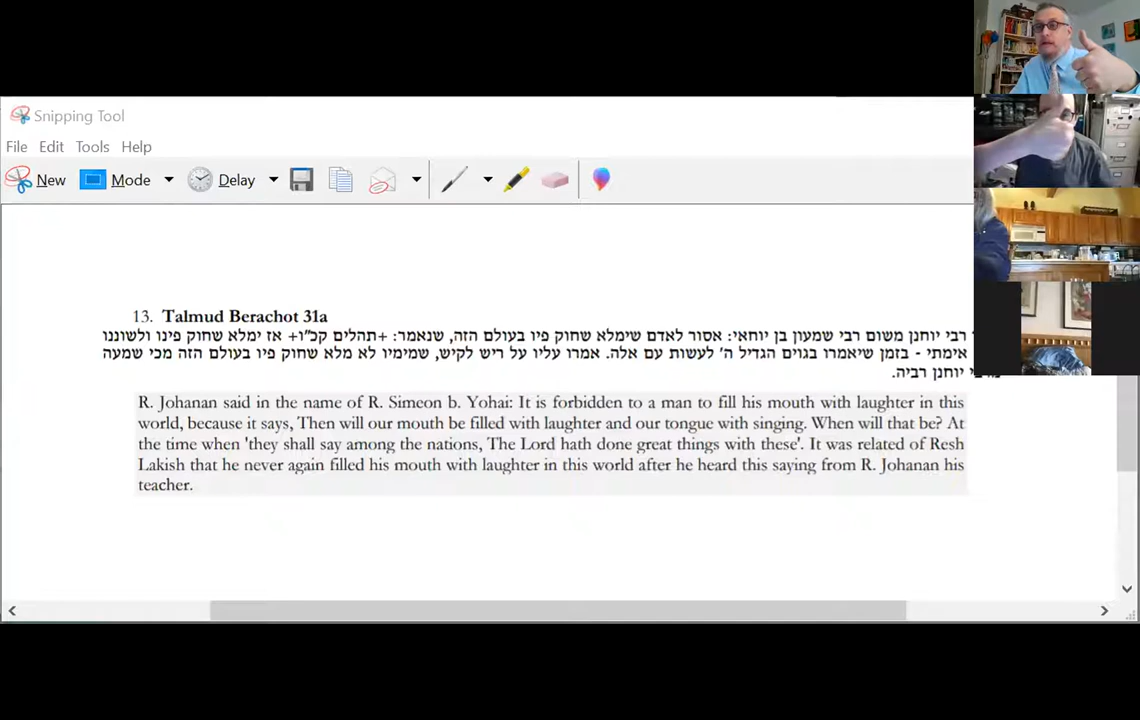 Snipping Tool
File Edit Tools Help
New Mode Delay
13. Talmud Berachot 31a
רבי יוחנן משום רבי שמעון בן יוחאי: אסור לאדם שימלא שחוק פיו בעולם הזה, שנאמר: +תהלים קכ"ו+ אז ימלא שחוק פינו ולשוננו
אימתי - בזמן שיאמרו בגוים הגדיל ה' לעשות עם אלה. אמרו עליו על ריש לקיש, שמימיו לא מלא שחוק פיו בעולם הזה מכי שמעה
יוחנן רביה.
R. Johanan said in the name of R. Simeon b. Yohai: It is forbidden to a man to fill his mouth with laughter in this
world, because it says, Then will our mouth be filled with laughter and our tongue with singing. When will that be? At
the time when 'they shall say among the nations, The Lord hath done great things with these'. It was related of Resh
Lakish that he never again filled his mouth with laughter in this world after he heard this saying from R. Johanan his
teacher.